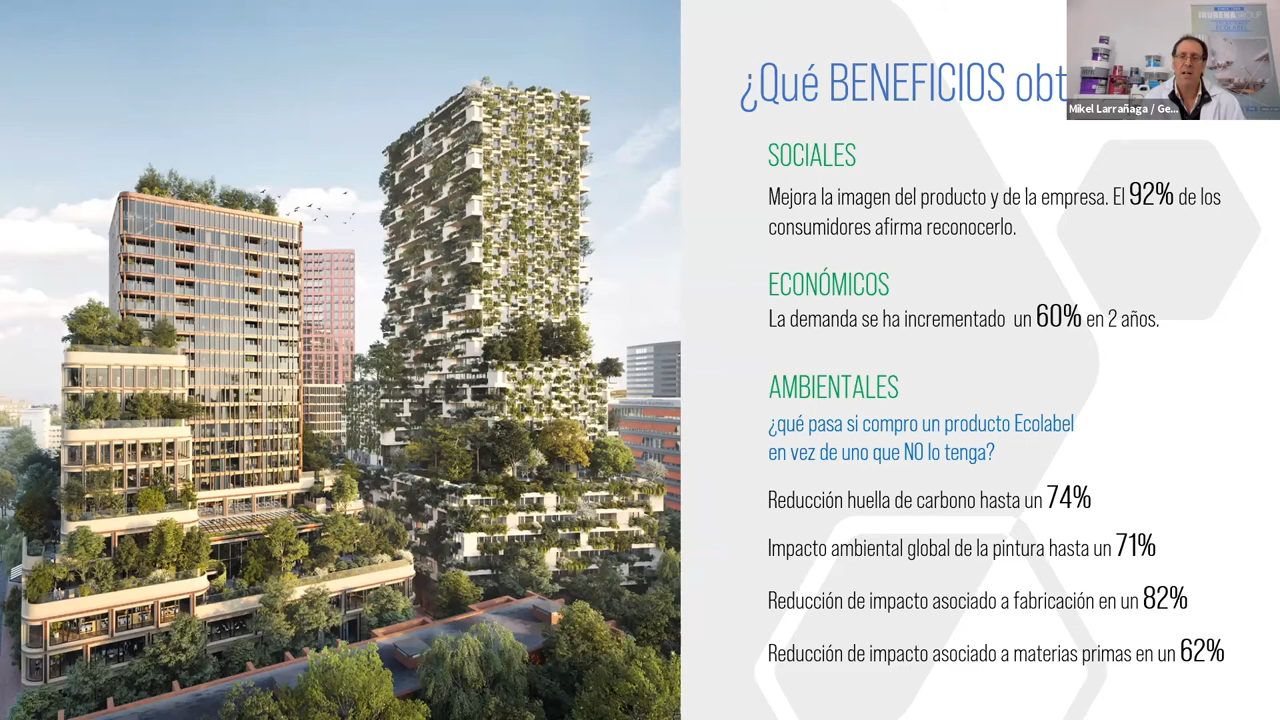 ¿Qué BENEFICIOS obt
Mikel Larrañaga / Ge...
SOCIALES
Mejora la imagen del producto y de la empresa. El 92% de los
consumidores afirma reconocerlo.
ECONÓMICOS
La demanda se ha incrementado un 60% en 2 años.
AMBIENTALES
¿qué pasa si compro un producto Ecolabel
en vez de uno que NO lo tenga?
Reducción huella de carbono hasta un 74%
Impacto ambiental global de la pintura hasta un 71%
Reducción de impacto asociado a fabricación en un 82%
Reducción de impacto asociado a materias primas en un 62%